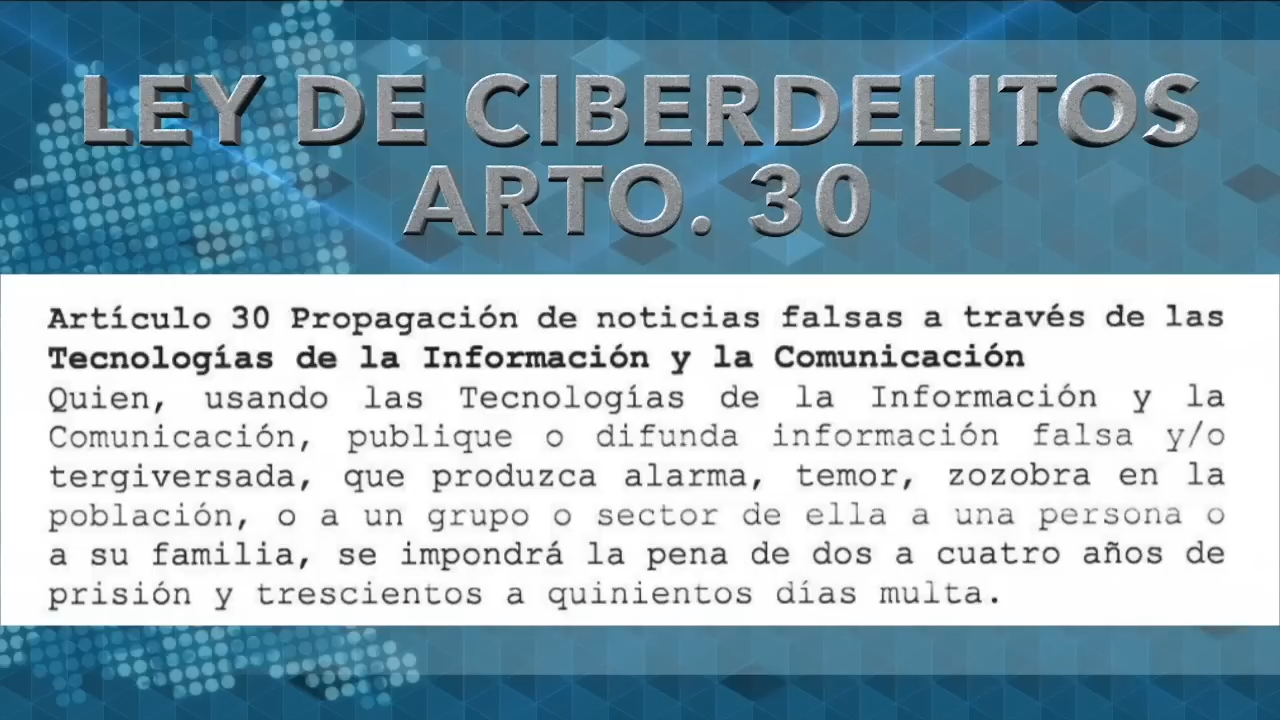 LEY DE CIBERDELITOS
ARTO. 30
Artículo 30 Propagación de noticias falsas a través de las
Tecnologías de la Información y la Comunicación
Quien, usando las Tecnologías de la Información y la
Comunicación, publique o difunda información falsa y/o
tergiversada, que produzca alarma, temor, zozobra en la
población, o a un grupo o sector de ella a una persona o
a su familia, se impondrá la pena de dos a cuatro años de
prisión y trescientos a quinientos días multa.